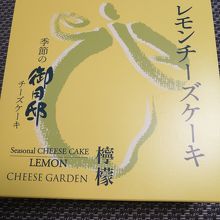 レモンチーズケーキ
季節の
御用邸
チーズケーキ
檸檬
Seasonal CHEESE CAKE
LEMON
CHEESE GARDEN